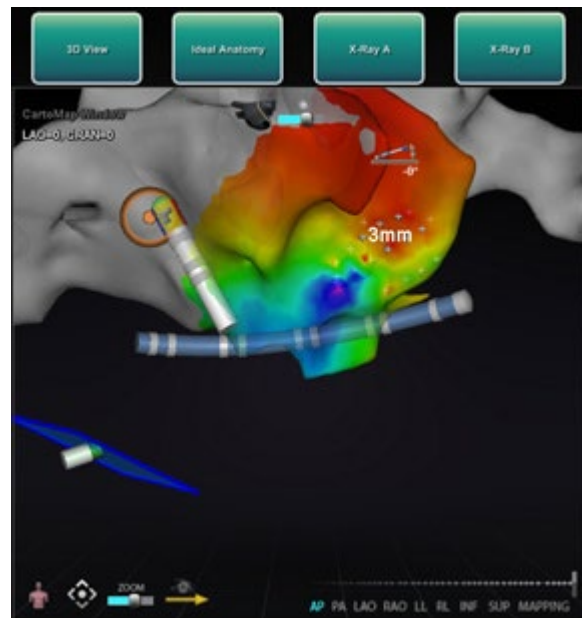 3D View
Ideal Anatomy
X-Ray A
X-Ray B
CartoMap Window
LAO=0, CRAN=0
-0°
3mm
ZOOM
AP PA LAO RAO LL RL INF SUP MAPPING